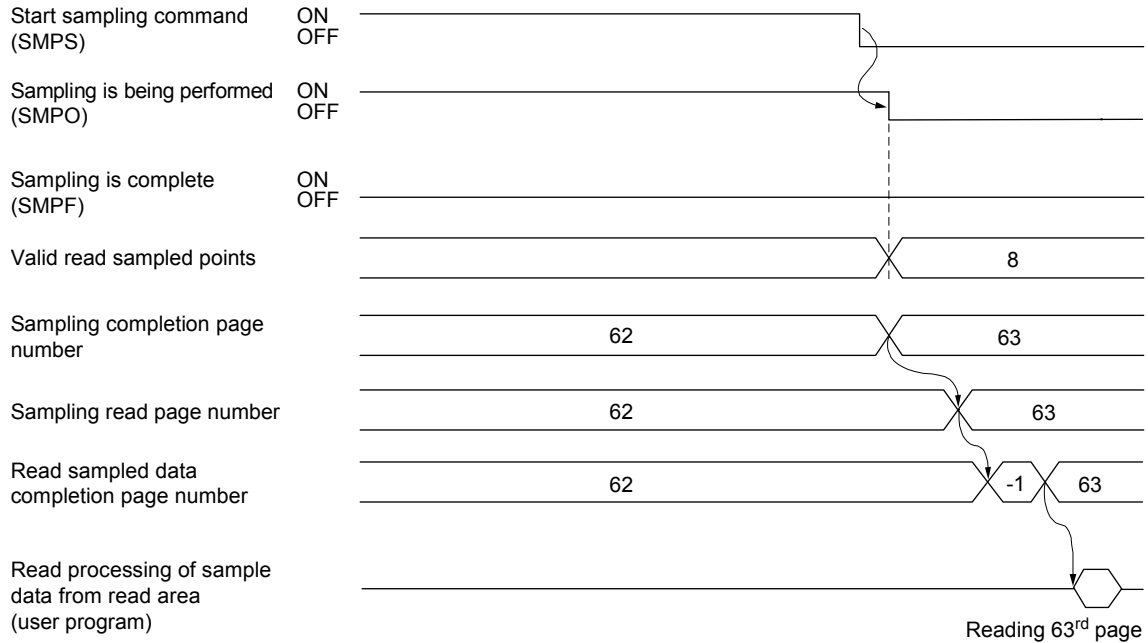 Start sampling command
(SMPS)
ON
OFF
Sampling is being performed
(SMPO)
ON
OFF
Sampling is complete
(SMPF)
ON
OFF
Valid read sampled points
8
Sampling completion page
number
62
63
Sampling read page number
62
63
Read sampled data
completion page number
62
-1
63
Read processing of sample
data from read area
(user program)
Reading 63rd page